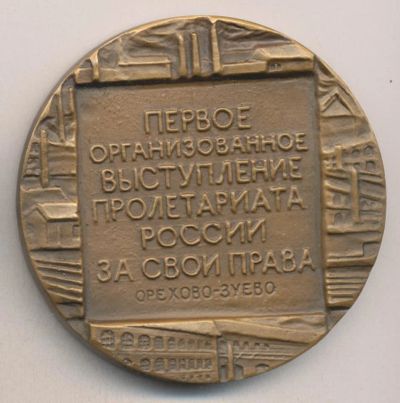 ПЕРВОЕ
ОРГАНИЗОВАННОЕ
ВЫСТУПЛЕНИЕ
ПРОЛЕТАРИАТА
РОССИИ
ЗА СВОИ ПРАВА
ОРЕХОВО-ЗУЕВО